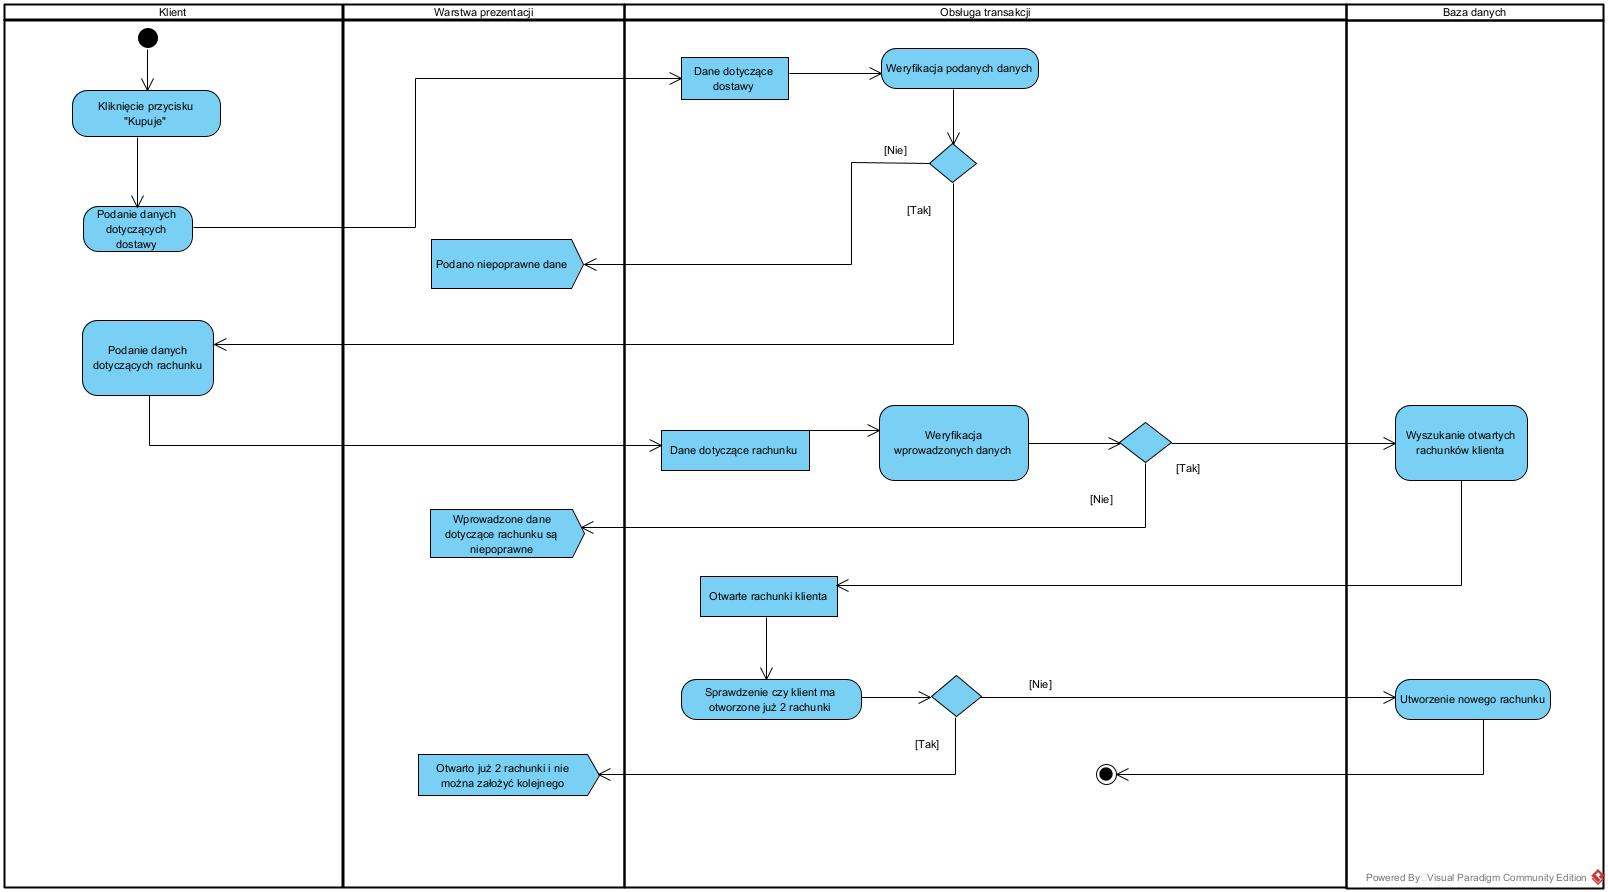 Klient
Warstwa prezentacji
Obsługa transakcji
Baza danych
Kliknięcie przycisku
"Kupuje"
Podanie danych
dotyczących
dostawy
Dane dotyczące
dostawy
Weryfikacja podanych danych
[Nie]
[Tak]
Podano niepoprawne dane
Podanie danych
dotyczących rachunku
Dane dotyczące rachunku
Weryfikacja
wprowadzonych danych
[Tak]
[Nie]
Wyszukanie otwartych
rachunków klienta
Wprowadzone dane
dotyczące rachunku są
niepoprawne
Otwarte rachunki klienta
Sprawdzenie czy klient ma
otworzone już 2 rachunki
[Nie]
[Tak]
Utworzenie nowego rachunku
Otwarto już 2 rachunki i nie
można założyć kolejnego
Powered By Visual Paradigm Community Edition